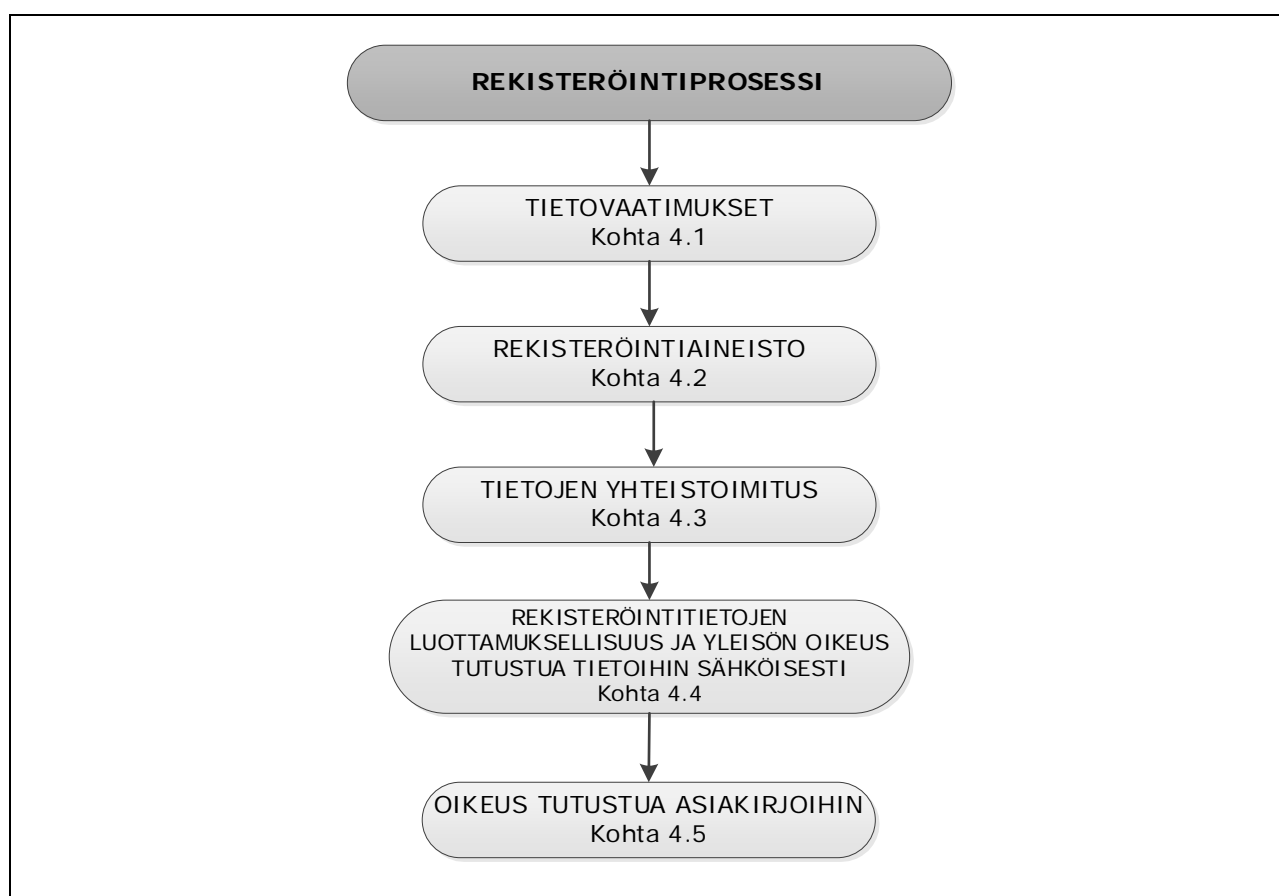 REKISTERÖINTIPROSESSI
TIETOVAATIMUKSET
Kohta 4.1
REKISTERÖINTIAINEISTO
Kohta 4.2
TIETOJEN YHTEISTOIMITUS
Kohta 4.3
REKISTERÖINTITIETOJEN
LUOTTAMUKSELLISUUS JA YLEISÖN OIKEUS
TUTUSTUA TIETOIHIN SÄHKÖISESTI
Kohta 4.4
OIKEUS TUTUSTUA ASIAKIRJOIHIN
Kohta 4.5